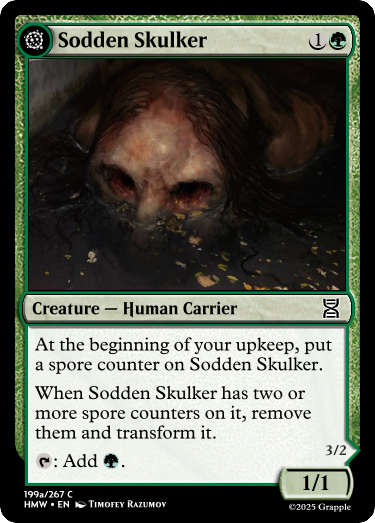 Sodden Skulker 1
Creature — Human Carrier
At the beginning of your upkeep, put
a spore counter on Sodden Skulker.
When Sodden Skulker has two or
more spore counters on it, remove
them and transform it.
: Add .
3/2
1/1
199a/267 C
HMW • EN Timofey Razumov
©2025 Grapple